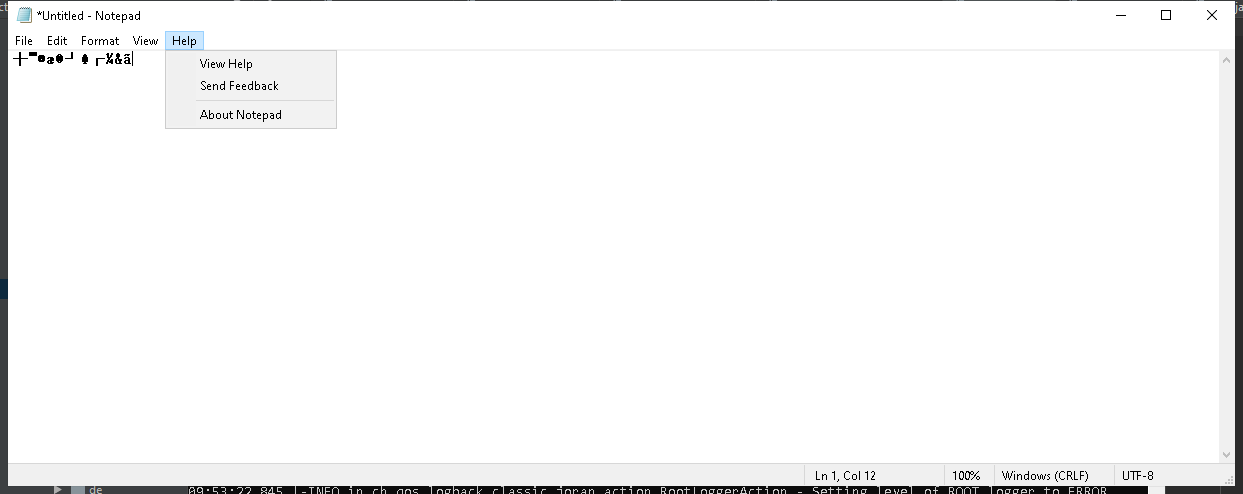 *Untitled - Notepad
File Edit Format View Help
View Help
Send Feedback
About Notepad
Ln 1, Col 12 100% Windows (CRLF) UTF-8
de 09:53:22,845 |-INFO in ch.qos.logback.classic.joran.action.RootLoggerAction - Setting level of ROOT logger to ERROR